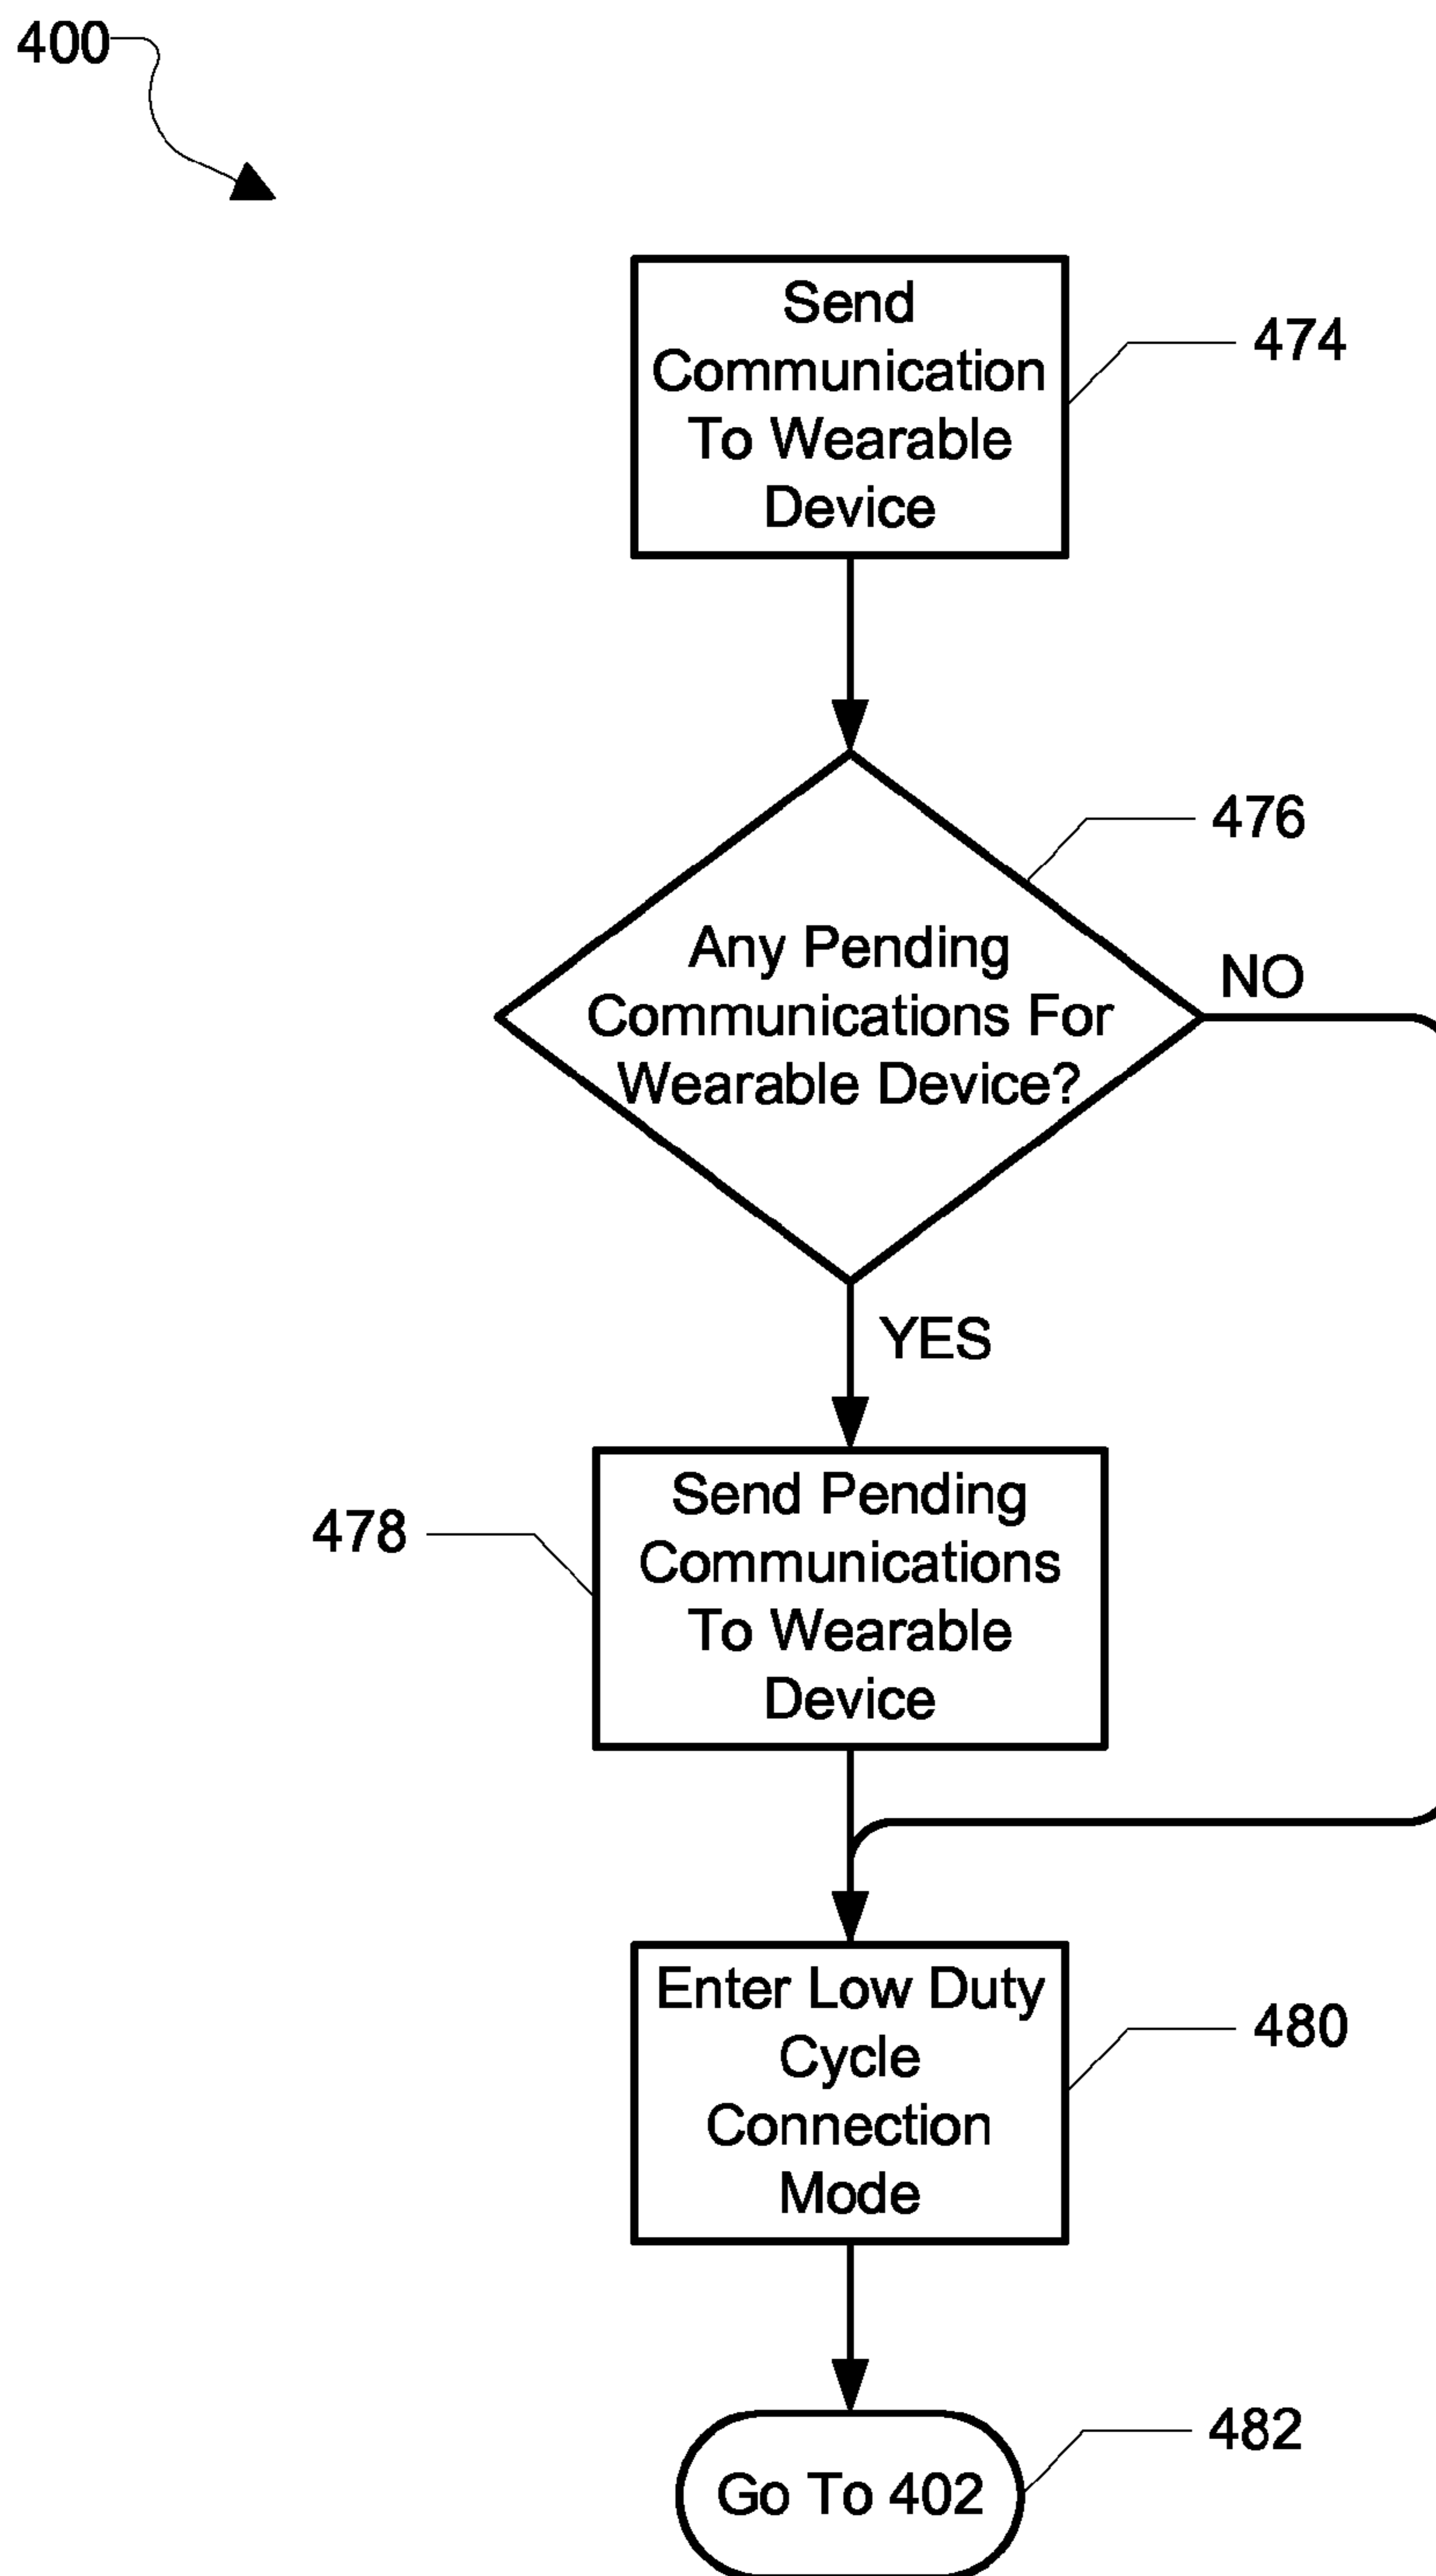 400
Send
Communication
To Wearable
Device
474
476
Any Pending
Communications For
Wearable Device?
NO
YES
478
Send Pending
Communications
To Wearable
Device
Enter Low Duty
Cycle
Connection
Mode
480
482
Go To 402